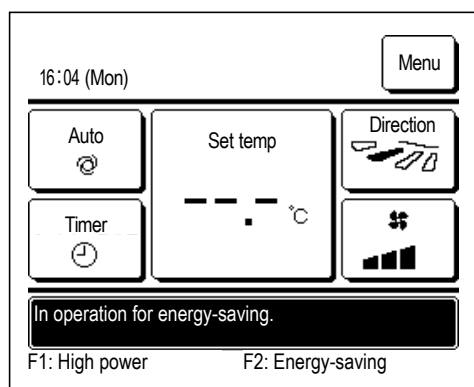 16:04 (Mon)
Menu
Auto
Set temp
Direction
--.-°C
Timer
In operation for energy-saving.
F1: High power F2: Energy-saving